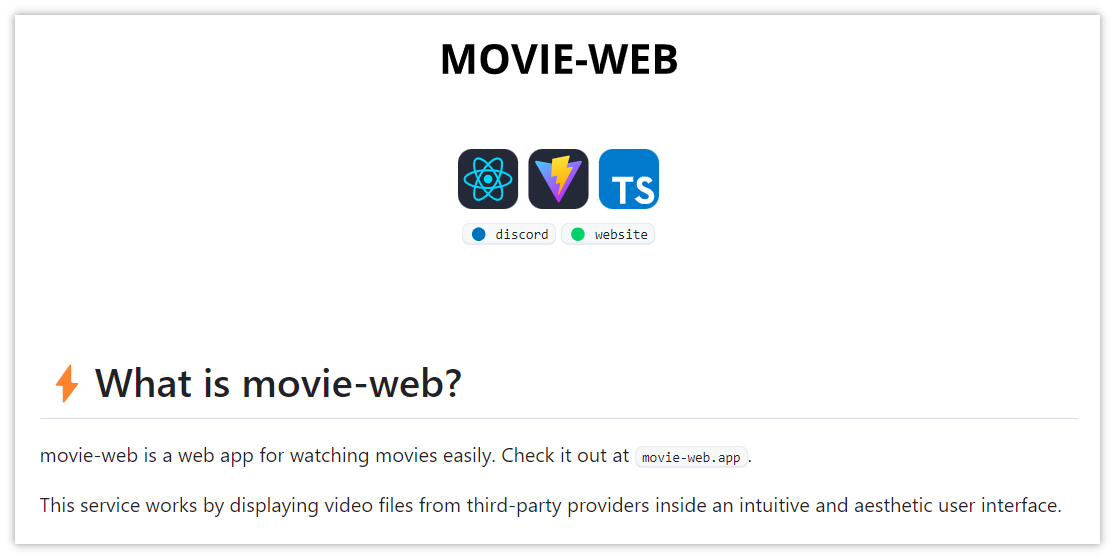 MOVIE-WEB
TS
discord website
What is movie-web?
movie-web is a web app for watching movies easily. Check it out at movie-web.app.
This service works by displaying video files from third-party providers inside an intuitive and aesthetic user interface.